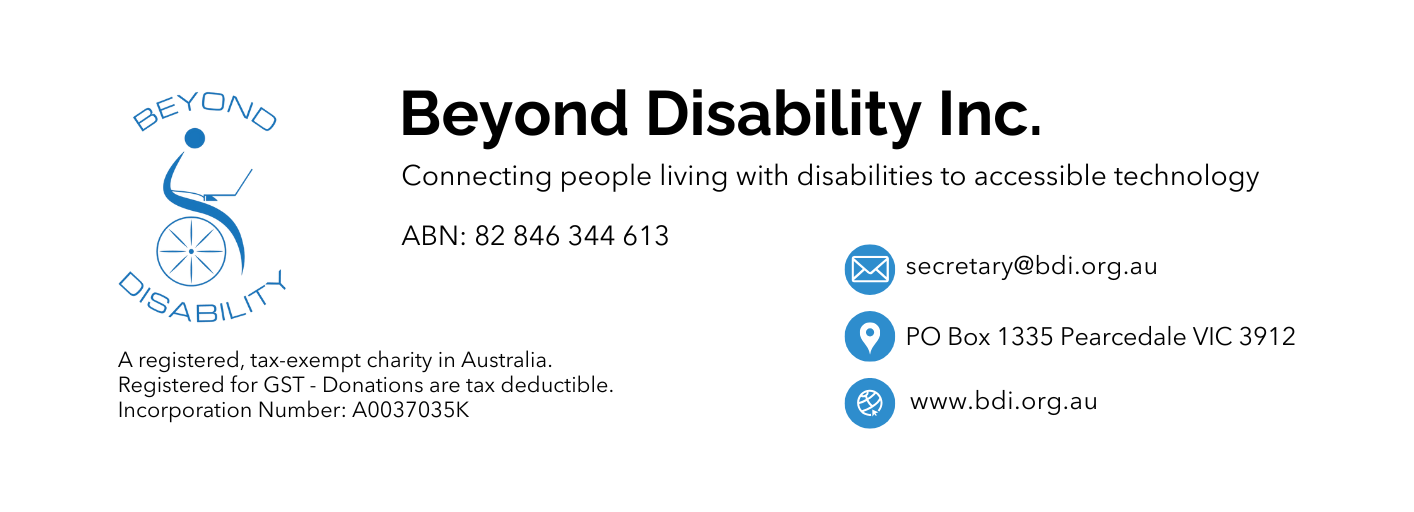 BEYOND
DISABILITY
Beyond Disability Inc.
Connecting people living with disabilities to accessible technology
ABN: 82 846 344 613
secretary@bdi.org.au
PO Box 1335 Pearcedale VIC 3912
www.bdi.org.au
A registered, tax-exempt charity in Australia.
Registered for GST - Donations are tax deductible.
Incorporation Number: A0037035K